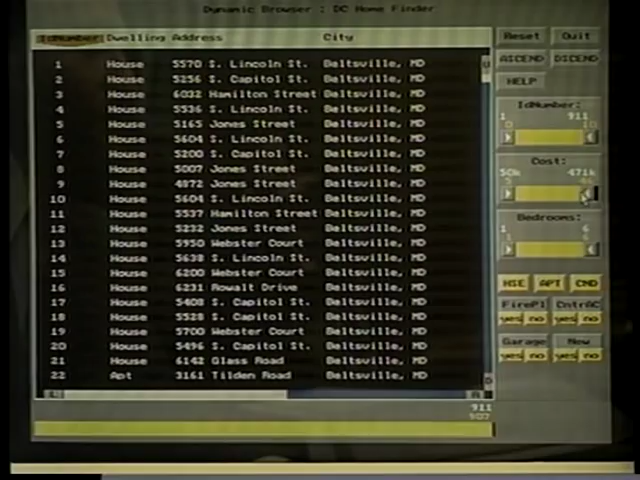 Dynamic Browser : DC Home Finder
IdNumber Dwelling Address City
1 House 5570 S. Lincoln St. Beltsville, MD
2 House 5256 S. Capitol St. Beltsville, MD
3 House 6032 Hamilton Street Beltsville, MD
4 House 5536 S. Lincoln St. Beltsville, MD
5 House 5165 Jones Street Beltsville, MD
6 House 5604 S. Lincoln St. Beltsville, MD
7 House 5200 S. Capitol St. Beltsville, MD
8 House 5007 Jones Street Beltsville, MD
9 House 4872 Jones Street Beltsville, MD
10 House 5604 S. Lincoln St. Beltsville, MD
11 House 5537 Hamilton Street Beltsville, MD
12 House 5232 Jones Street Beltsville, MD
13 House 5950 Webster Court Beltsville, MD
14 House 5638 S. Lincoln St. Beltsville, MD
15 House 6200 Webster Court Beltsville, MD
16 House 6231 Rowalt Drive Beltsville, MD
17 House 5408 S. Capitol St. Beltsville, MD
18 House 5528 S. Capitol St. Beltsville, MD
19 House 5700 Webster Court Beltsville, MD
20 House 5496 S. Capitol St. Beltsville, MD
21 House 6142 Glass Road Beltsville, MD
22 Apt 3161 Tilden Road Beltsville, MD
911
Reset Quit
ASCEND DSCEND
HELP
IdNumber:
1 911
Cost:
50k 471k
Bedrooms:
1 6
HSE APT CND
FirePl CntrAC
yes no yes no
Garage New
yes no yes no